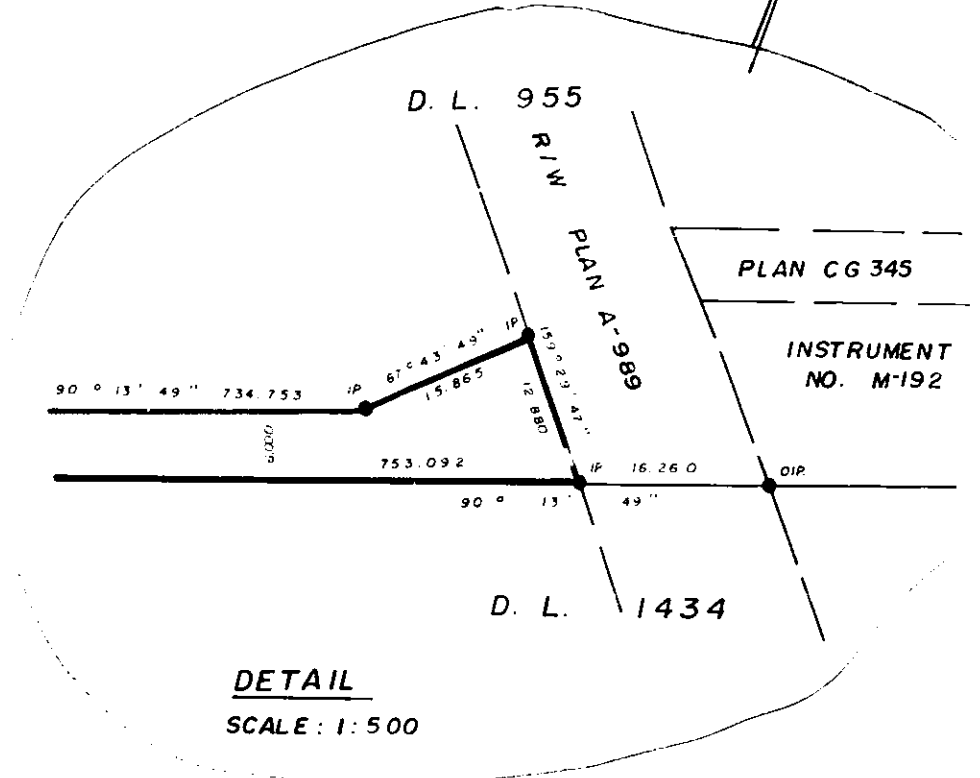 D. L. 955
R/W PLAN A-989
PLAN CG 345
INSTRUMENT
NO. M-192
IP
67° 43' 49"
15.865
159° 29' 47"
12.880
90° 13' 49" 734.753
IP
753.092
IP
16.260
OIP.
90° 13' 49"
D. L. 1434
DETAIL
SCALE: 1:500